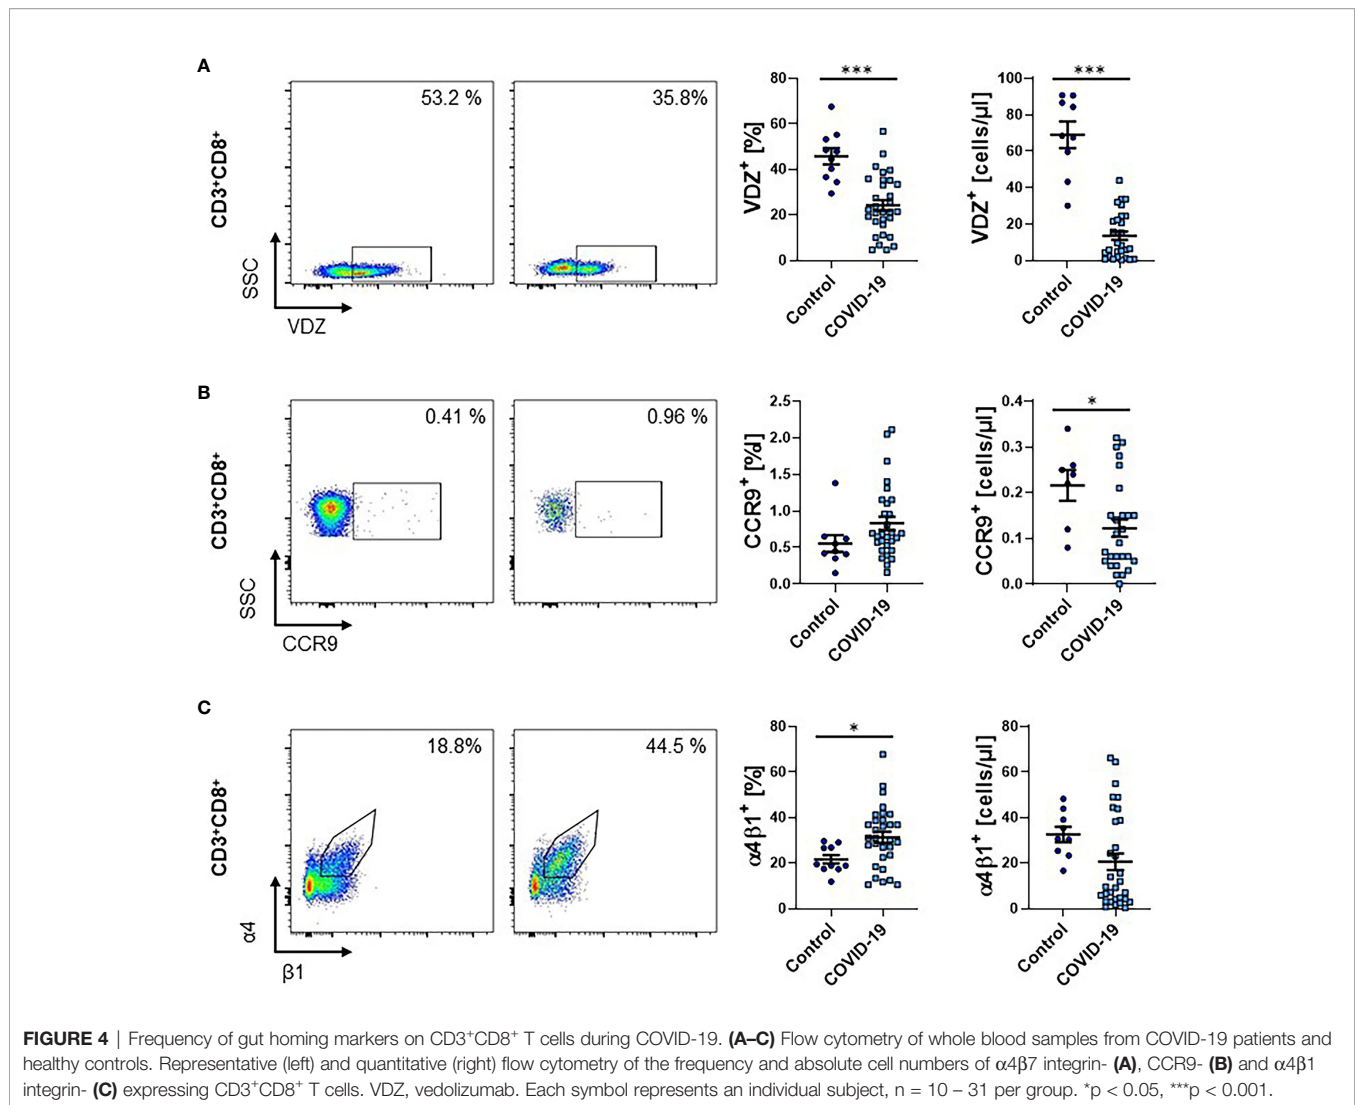 A
CD3⁺CD8⁺
SSC
VDZ
53.2 %
35.8%
VDZ⁺ [%]
80
60
40
20
0
***
Control
COVID-19
VDZ⁺ [cells/µl]
100
80
60
40
20
0
***
Control
COVID-19
B
CD3⁺CD8⁺
SSC
CCR9
0.41 %
0.96 %
CCR9⁺ [%]
2.5
2.0
1.5
1.0
0.5
0.0
Control
COVID-19
CCR9⁺ [cells/µl]
0.4
0.3
0.2
0.1
0.0
*
Control
COVID-19
C
CD3⁺CD8⁺
α4
β1
18.8%
44.5 %
α4β1⁺ [%]
80
60
40
20
0
*
Control
COVID-19
α4β1⁺ [cells/µl]
80
60
40
20
0
Control
COVID-19
FIGURE 4 | Frequency of gut homing markers on CD3⁺CD8⁺ T cells during COVID-19. (A–C) Flow cytometry of whole blood samples from COVID-19 patients and
healthy controls. Representative (left) and quantitative (right) flow cytometry of the frequency and absolute cell numbers of α4β7 integrin- (A), CCR9- (B) and α4β1
integrin- (C) expressing CD3⁺CD8⁺ T cells. VDZ, vedolizumab. Each symbol represents an individual subject, n = 10 – 31 per group. *p < 0.05, ***p < 0.001.